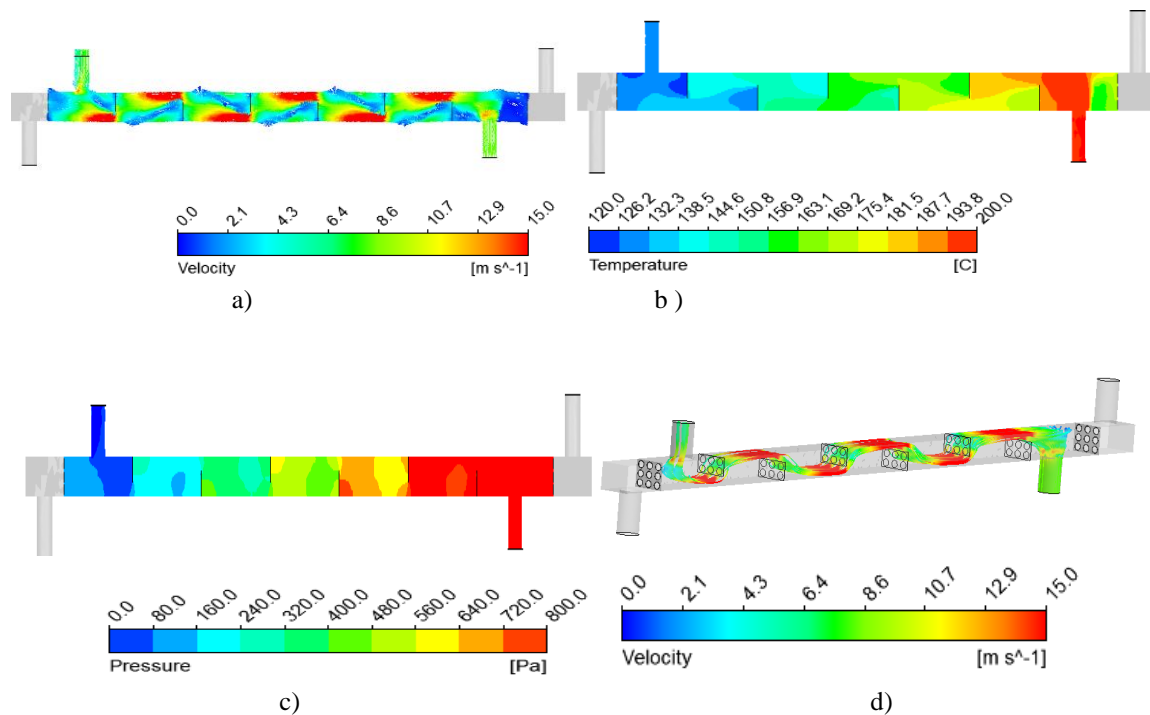 0.0 2.1 4.3 6.4 8.6 10.7 12.9 15.0
Velocity [m s^-1]
a)
120.0 126.2 132.3 138.5 144.6 150.8 156.9 163.1 169.2 175.4 181.5 187.7 193.8 200.0
Temperature [C]
b )
0.0 80.0 160.0 240.0 320.0 400.0 480.0 560.0 640.0 720.0 800.0
Pressure [Pa]
c)
0.0 2.1 4.3 6.4 8.6 10.7 12.9 15.0
Velocity [m s^-1]
d)